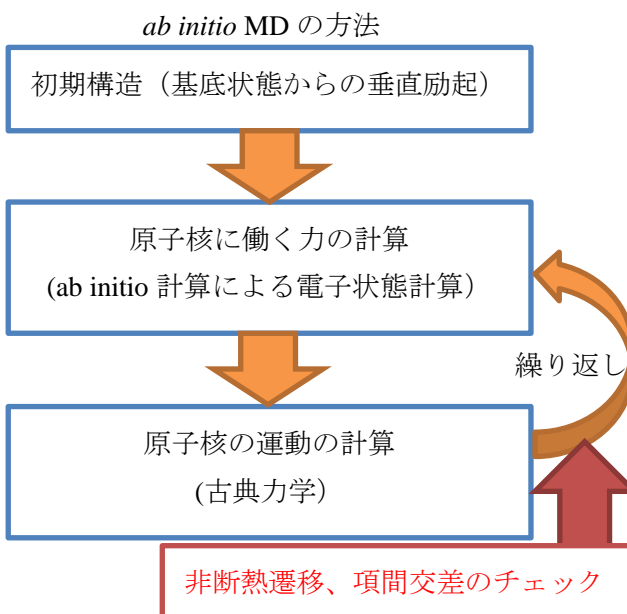 ab initio MD の方法
初期構造（基底状態からの垂直励起）
原子核に働く力の計算
(ab initio 計算による電子状態計算）
繰り返し
原子核の運動の計算
(古典力学）
非断熱遷移、項間交差のチェック